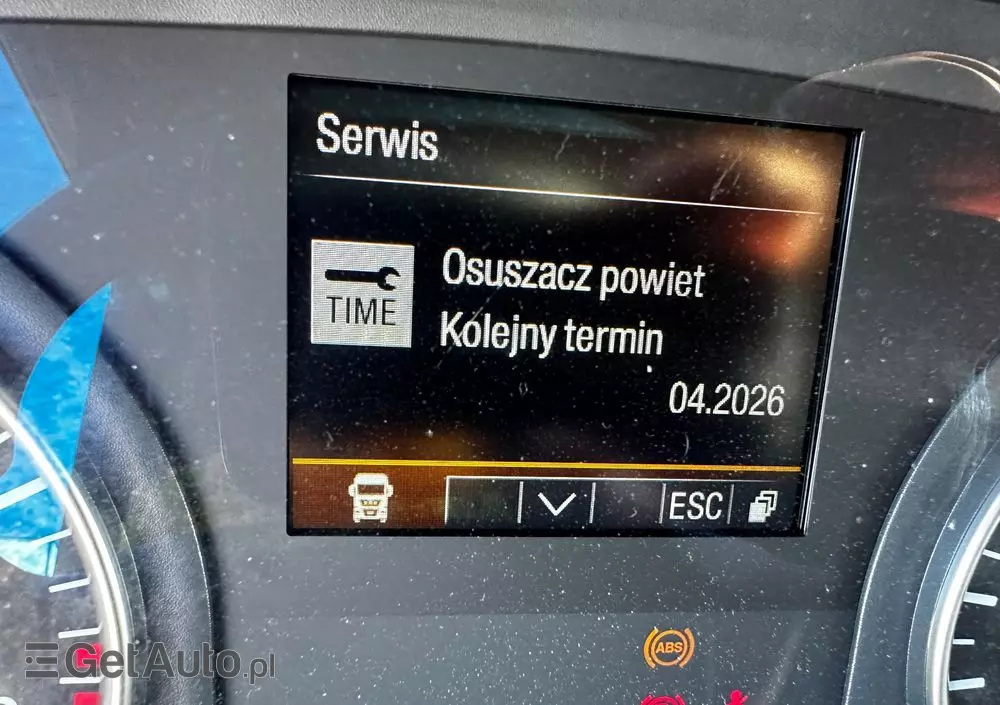 Serwis
TIME
Osuszacz powiet
Kolejny termin
04.2026
ESC
ABS
GetAuto.pl